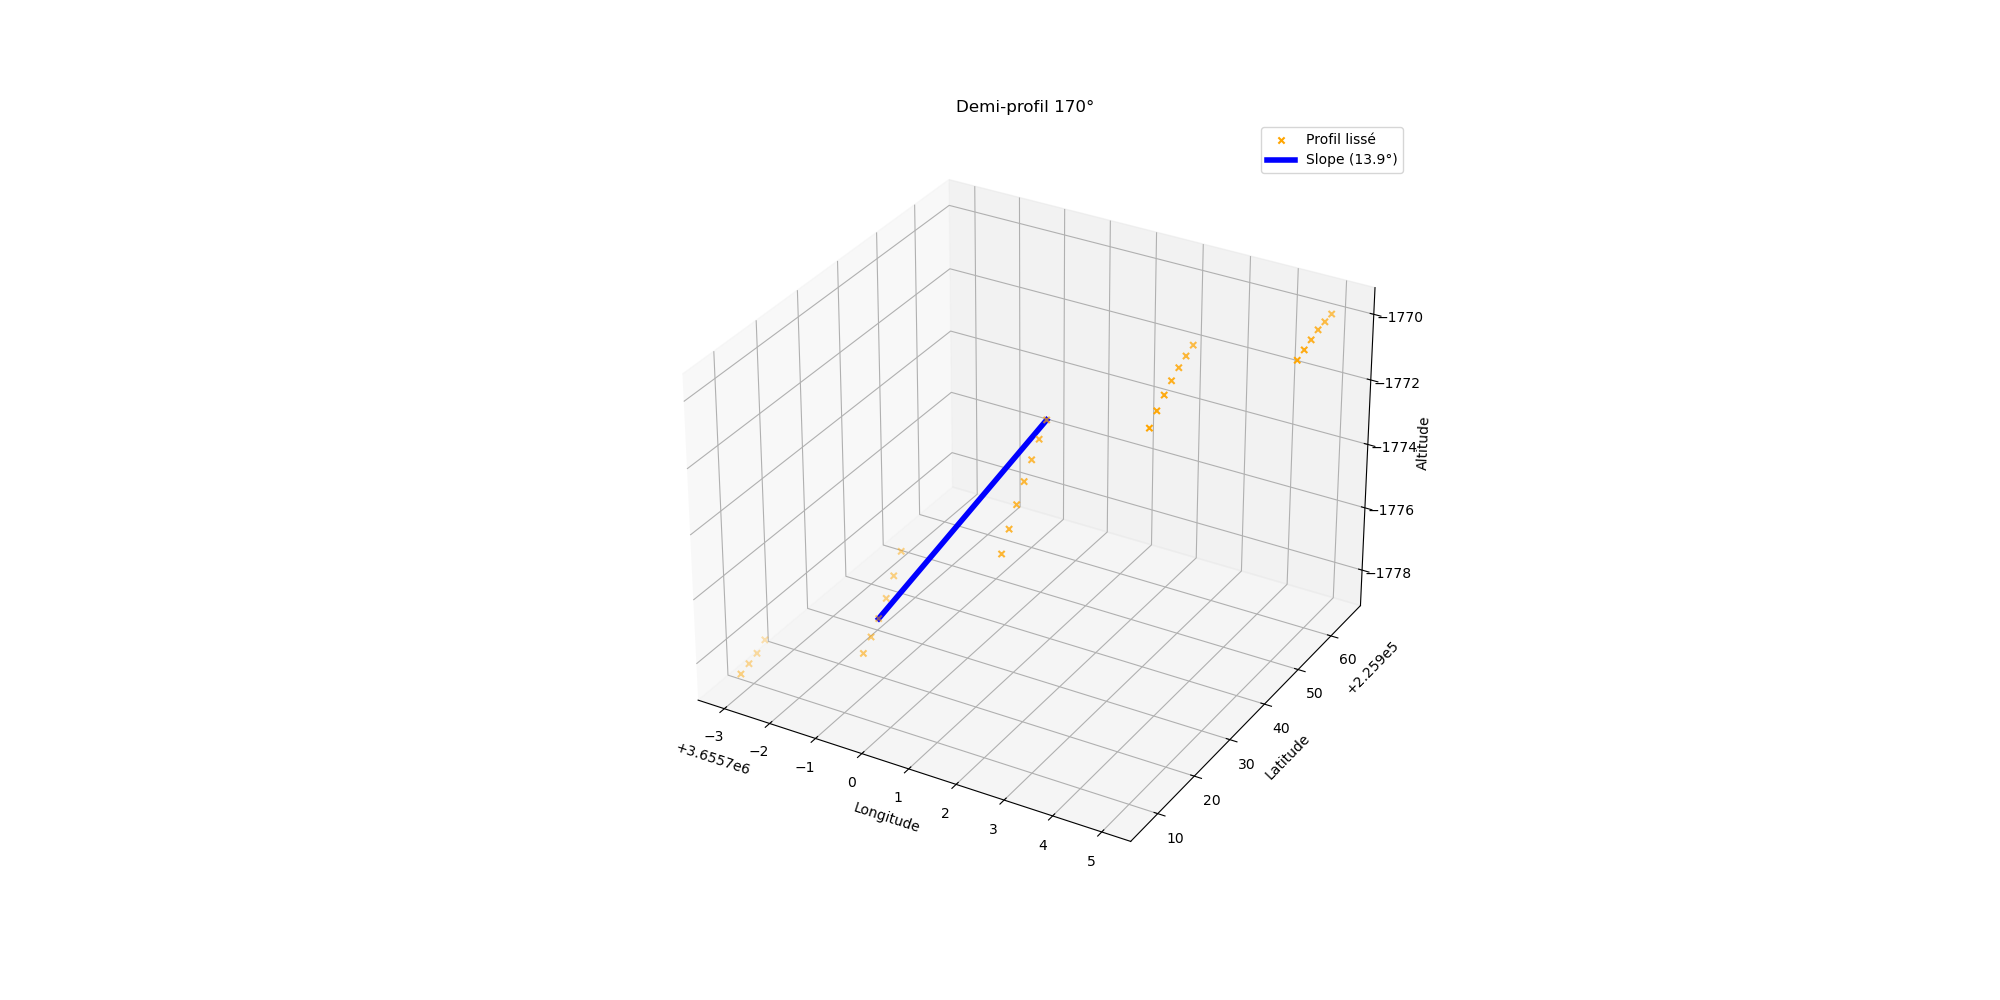 Demi-profil 170°
Profil lissé
Slope (13.9°)
−1770
−1772
−1774
−1776
−1778
Altitude
60
50
40
30
20
10
+2.259e5
Latitude
−3
−2
−1
0
1
2
3
4
5
+3.6557e6
Longitude